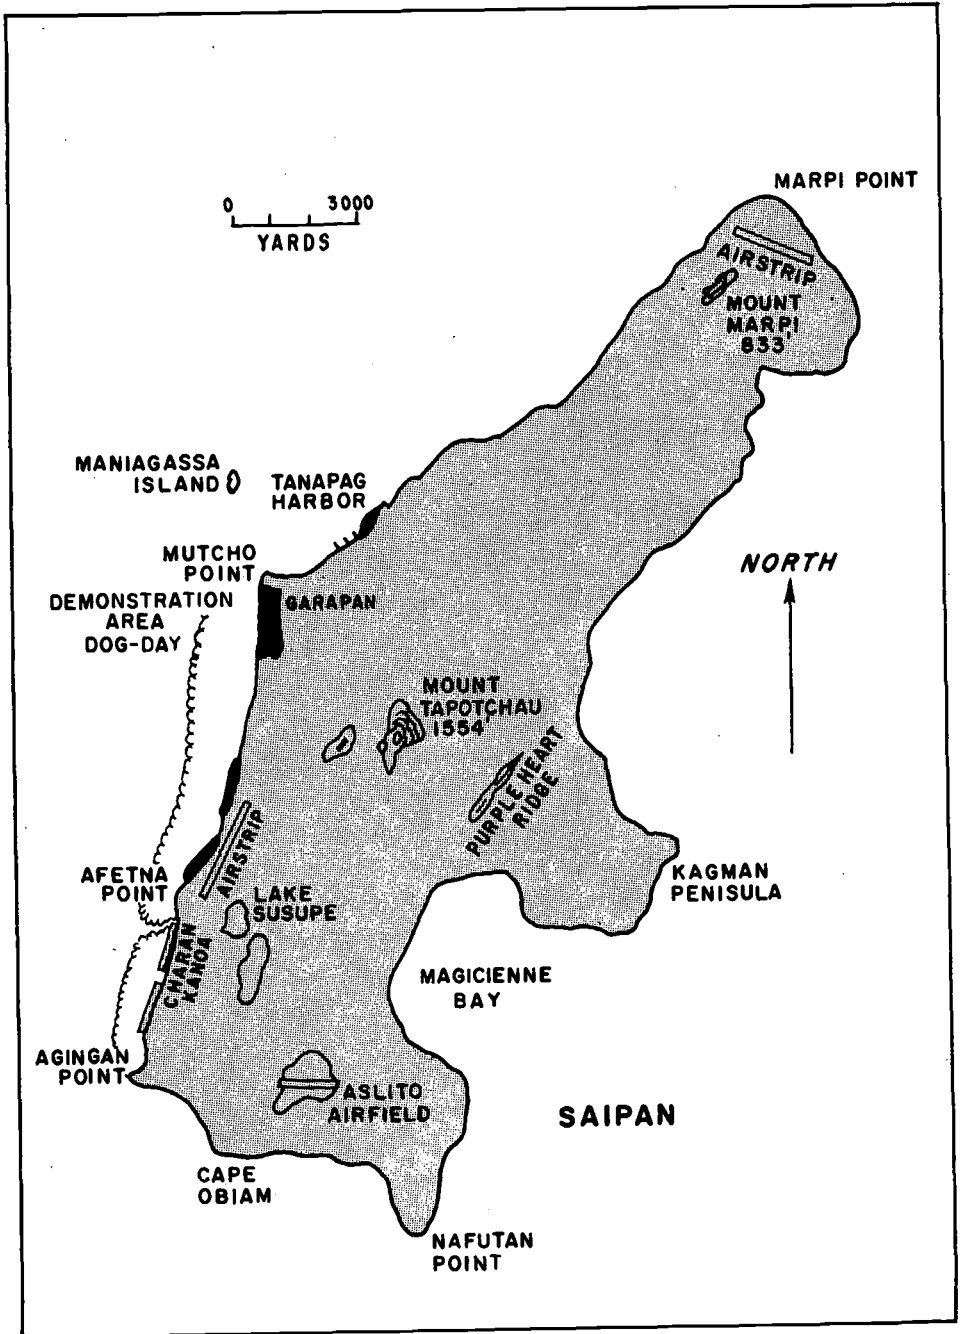 MARPI POINT
0 3000
YARDS
AIRSTRIP
MOUNT
MARPI
833'
MANIAGASSA
ISLAND
TANAPAG
HARBOR
MUTCHO
POINT
NORTH
DEMONSTRATION
AREA
DOG-DAY
GARAPAN
MOUNT
TAPOTCHAU
1554'
PURPLE HEART
RIDGE
AIRSTRIP
AFETNA
POINT
KAGMAN
PENISULA
LAKE
SUSUPE
CHARAN
KANOA
MAGICIENNE
BAY
AGINGAN
POINT
ASLITO
AIRFIELD
SAIPAN
CAPE
OBIAM
NAFUTAN
POINT